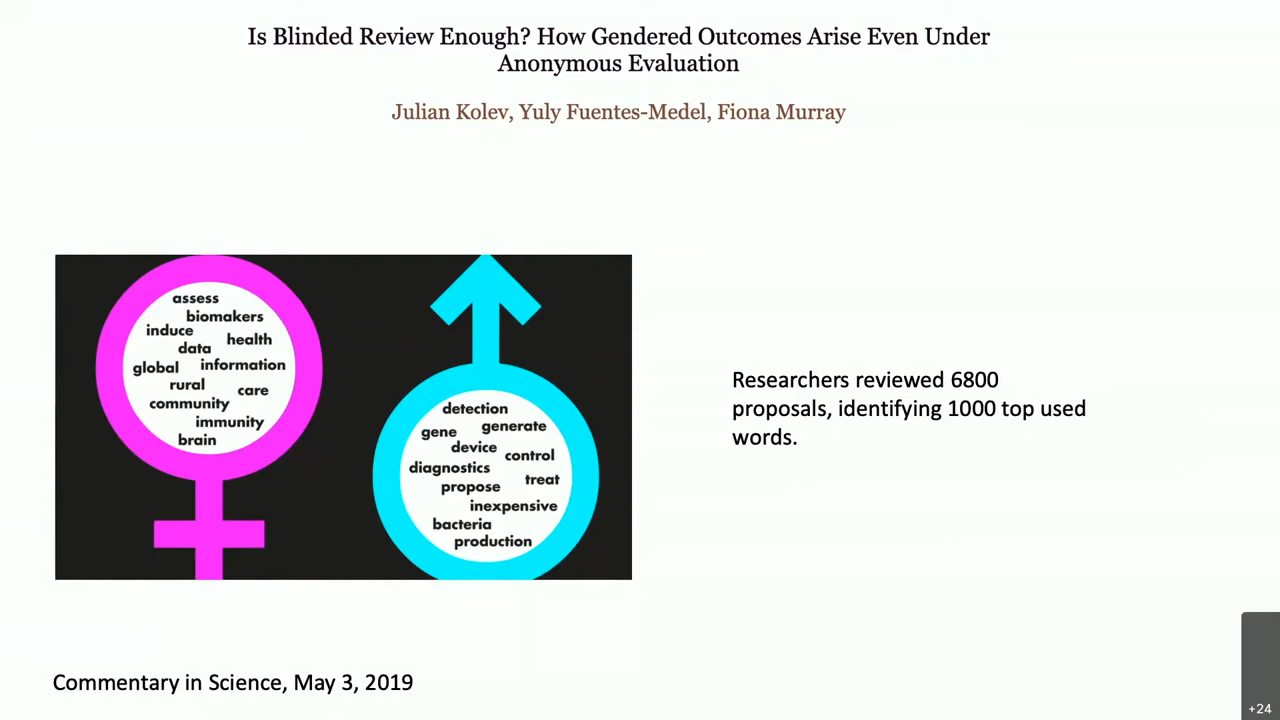 Is Blinded Review Enough? How Gendered Outcomes Arise Even Under
Anonymous Evaluation
Julian Kolev, Yuly Fuentes-Medel, Fiona Murray
assess
biomakers
induce
health
data
global information
rural
care
community
immunity
brain
detection
generate
gene
device
control
diagnostics
treat
propose
inexpensive
bacteria
production
Researchers reviewed 6800
proposals, identifying 1000 top used
words.
Commentary in Science, May 3, 2019
+24